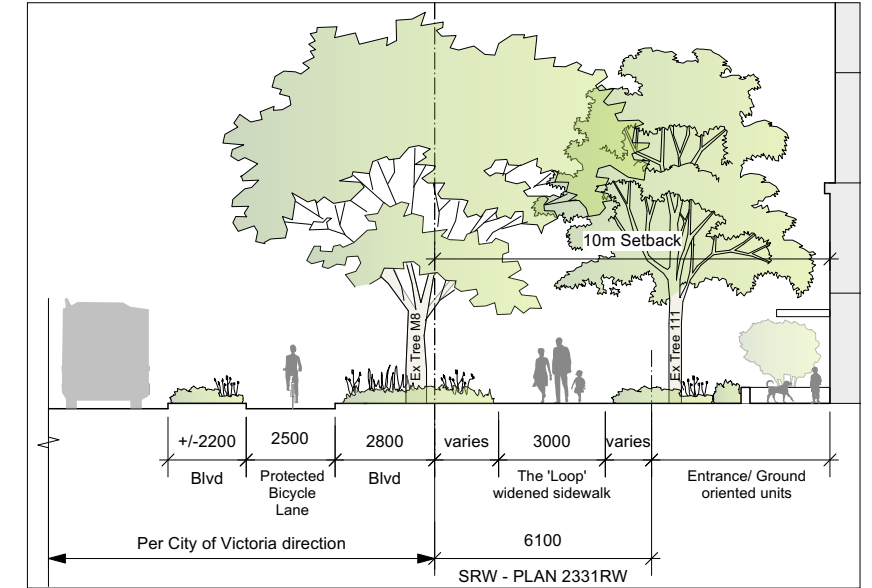 10m Setback
Ex Tree M8
Ex Tree 111
+/-2200
2500
2800
varies
3000
varies
Blvd
Protected
Bicycle
Lane
Blvd
The 'Loop'
widened sidewalk
Entrance/ Ground
oriented units
Per City of Victoria direction
6100
SRW - PLAN 2331RW